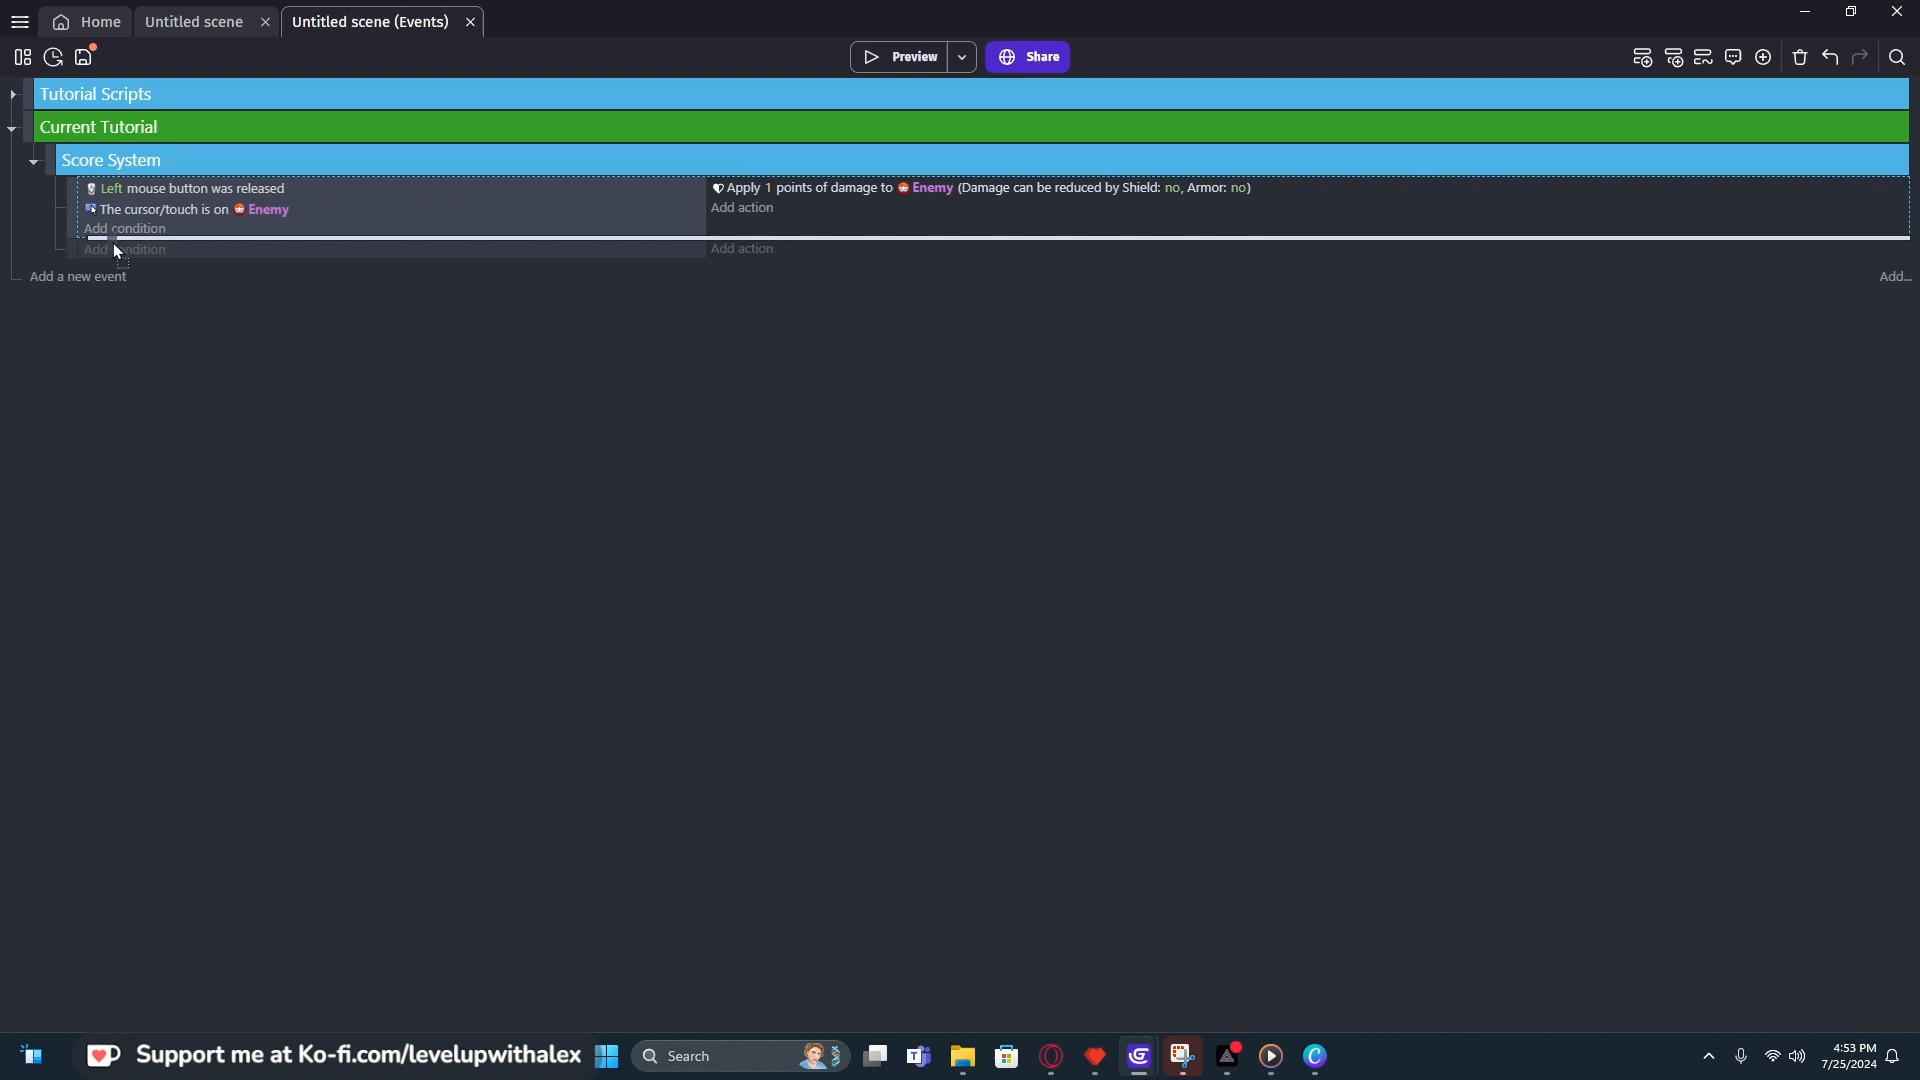 Home
Untitled scene
Untitled scene (Events)
Preview
Share
Tutorial Scripts
Current Tutorial
Score System
Left mouse button was released
Apply 1 points of damage to Enemy (Damage can be reduced by Shield: no, Armor: no)
The cursor/touch is on Enemy
Add action
Add condition
Add condition
Add action
Add a new event
Add...
Support me at Ko-fi.com/levelupwithalex
Search
4:53 PM
7/25/2024